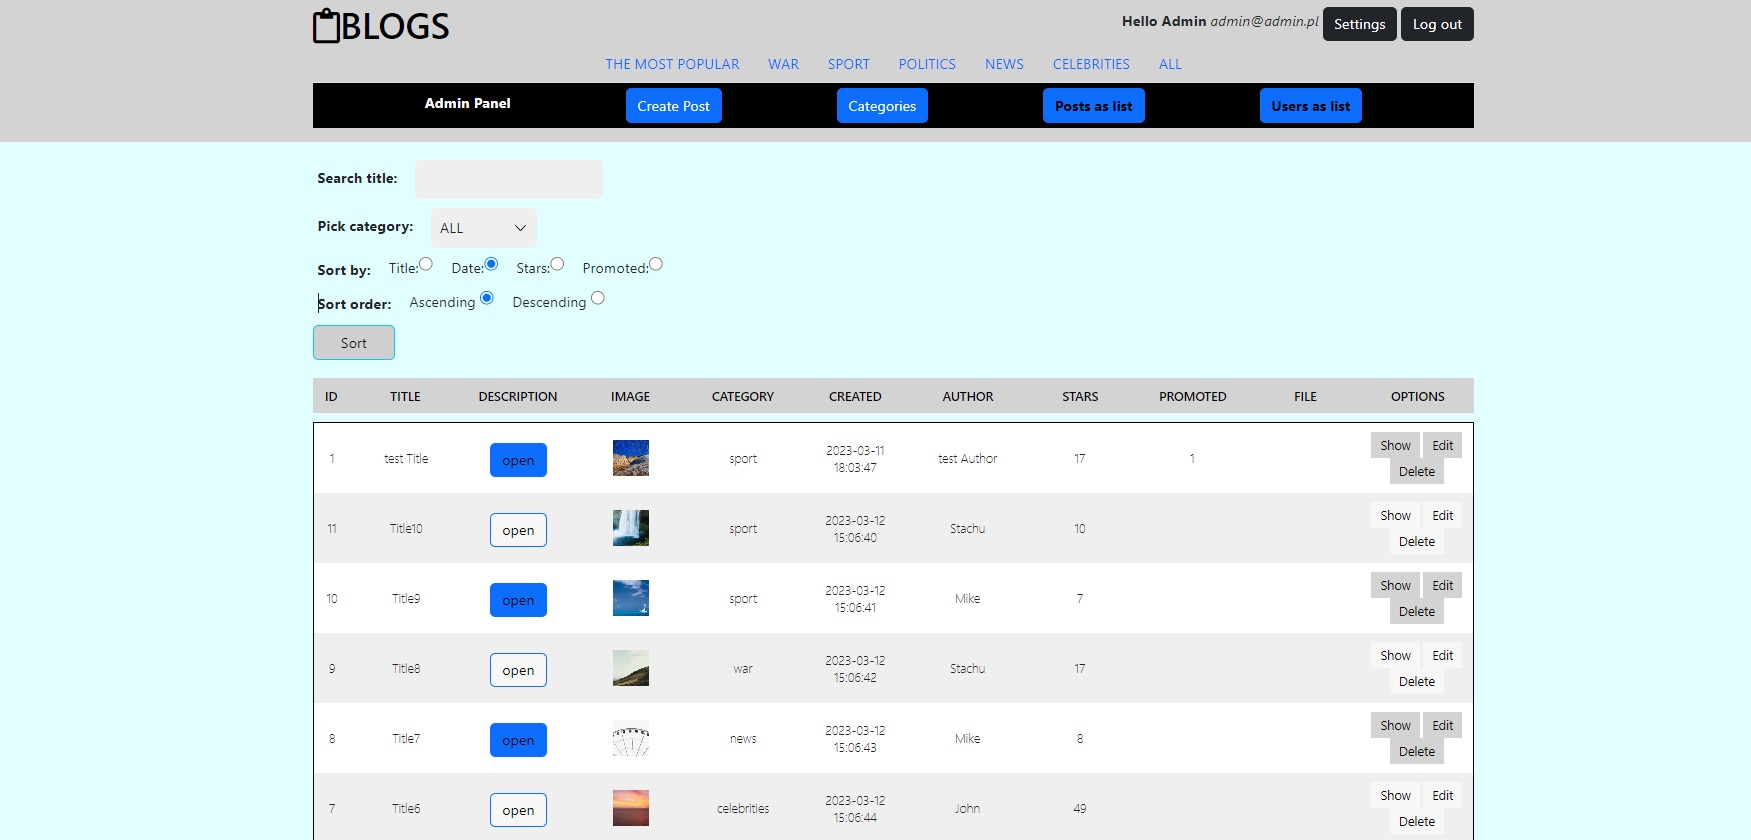 BLOGS
Hello Admin admin@admin.pl Settings Log out
THE MOST POPULAR WAR SPORT POLITICS NEWS CELEBRITIES ALL
Admin Panel Create Post Categories Posts as list Users as list
Search title:
Pick category: ALL
Sort by: Title: Date: Stars: Promoted:
Sort order: Ascending Descending
Sort
ID TITLE DESCRIPTION IMAGE CATEGORY CREATED AUTHOR STARS PROMOTED FILE OPTIONS
1 test Title open sport 2023-03-11 18:03:47 test Author 17 1 Show Edit Delete
11 Title10 open sport 2023-03-12 15:06:40 Stachu 10 Show Edit Delete
10 Title9 open sport 2023-03-12 15:06:41 Mike 7 Show Edit Delete
9 Title8 open war 2023-03-12 15:06:42 Stachu 17 Show Edit Delete
8 Title7 open news 2023-03-12 15:06:43 Mike 8 Show Edit Delete
7 Title6 open celebrities 2023-03-12 15:06:44 John 49 Show Edit Delete